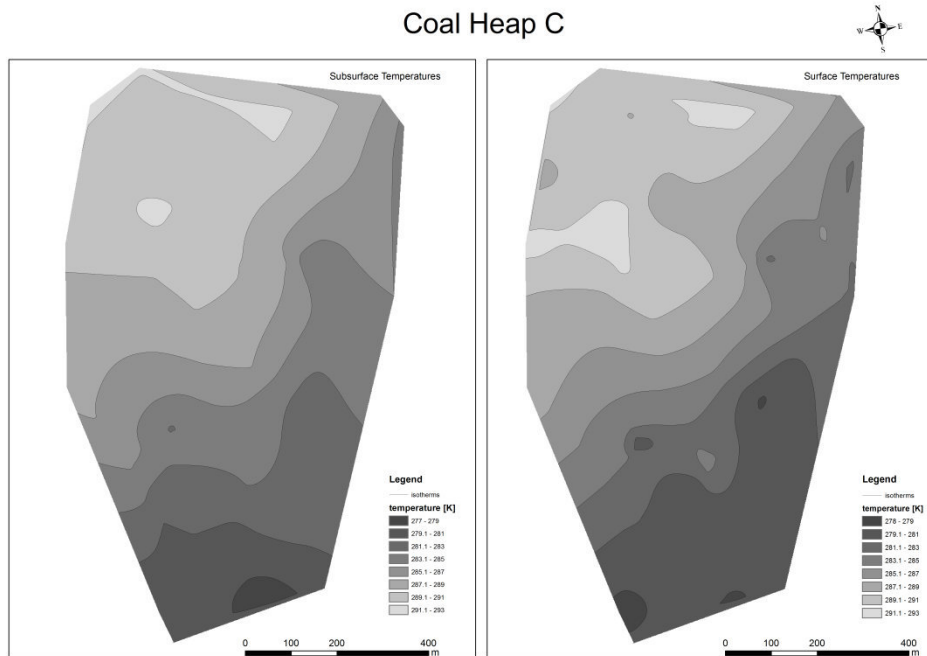 Coal Heap C
N
W E
S
Subsurface Temperatures
Legend
isotherms
temperature [K]
277 - 279
279.1 - 281
281.1 - 283
283.1 - 285
285.1 - 287
287.1 - 289
289.1 - 291
291.1 - 293
0 100 200 400
m
Surface Temperatures
Legend
isotherms
temperature [K]
278 - 279
279.1 - 281
281.1 - 283
283.1 - 285
285.1 - 287
287.1 - 289
289.1 - 291
291.1 - 293
0 100 200 400
m